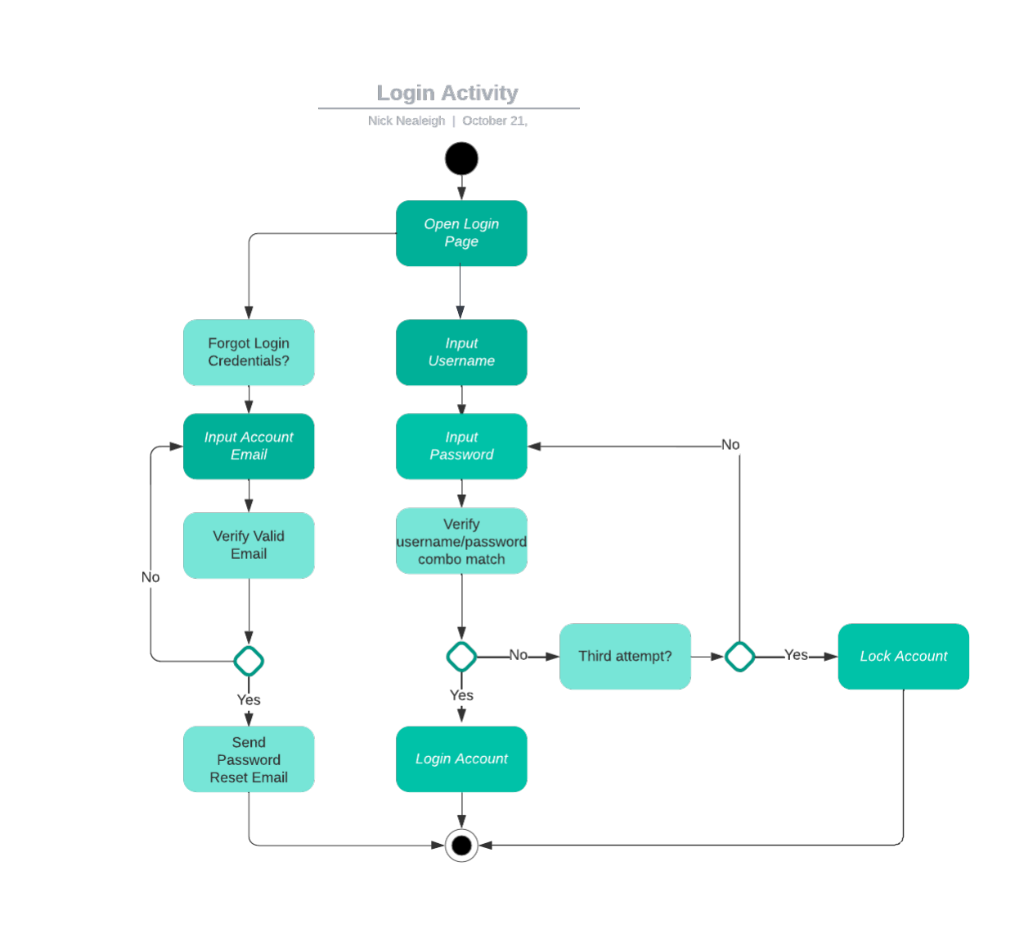 Login Activity
Nick Nealeigh | October 21,
Open Login
Page
Forgot Login
Credentials?
Input
Username
Input Account
Email
Input
Password
No
Verify Valid
Email
Verify
username/password
combo match
No
No
Third attempt?
Yes
Lock Account
Yes
Yes
Send
Password
Reset Email
Login Account